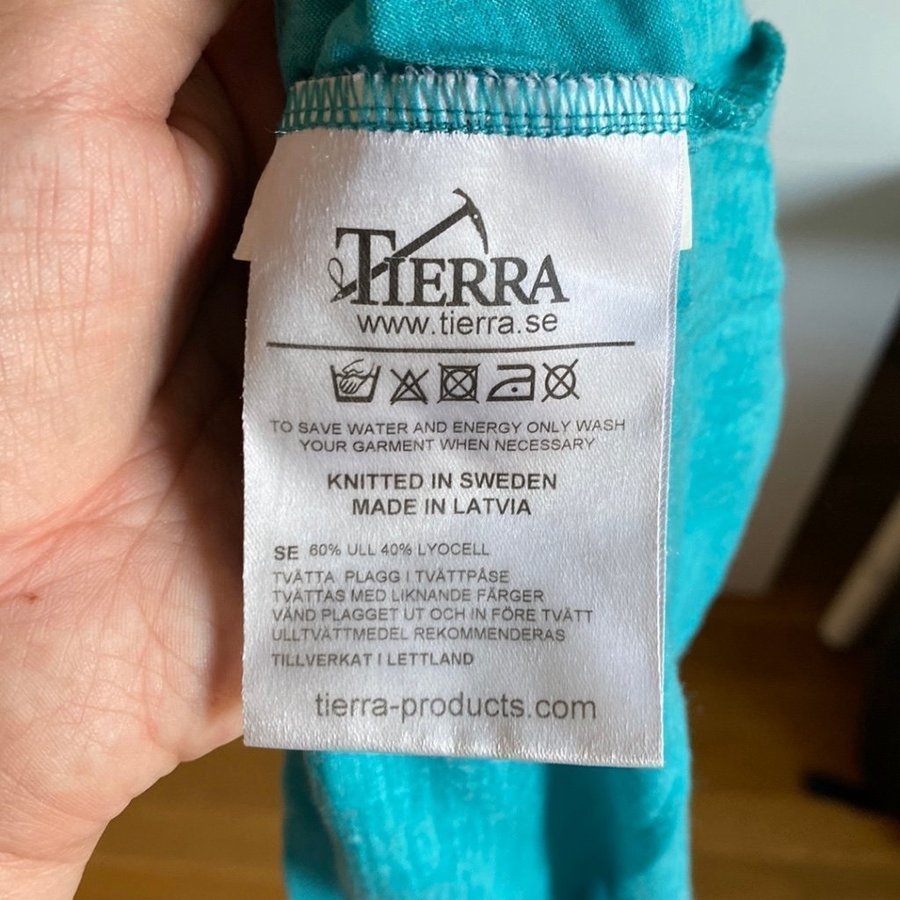 TIERRA
www.tierra.se
TO SAVE WATER AND ENERGY ONLY WASH
YOUR GARMENT WHEN NECESSARY
KNITTED IN SWEDEN
MADE IN LATVIA
SE 60% ULL 40% LYOCELL
TVÄTTA PLAGG I TVÄTTPÅSE
TVÄTTAS MED LIKNANDE FÄRGER
VÄND PLAGGET UT OCH IN FÖRE TVÄTT
ULLTVÄTTMEDEL REKOMMENDERAS
TILLVERKAT I LETTLAND
tierra-products.com